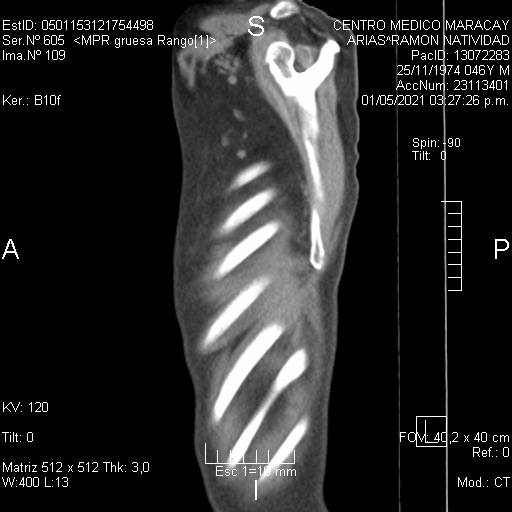 EstID: 0501153121754498
Ser.Nº 605 <MPR gruesa Rango[1]>
Ima.Nº 109
Ker.: B10f
S
CENTRO MEDICO MARACAY
ARIAS^RAMON NATIVIDAD
PacID: 13072283
25/11/1974 046Y M
AccNum: 23113401
01/05/2021 03:27:26 p.m.
Spin: -90
Tilt: 0
A
P
KV: 120
Tilt: 0
Matriz 512 x 512 Thk: 3,0
W:400 L:13
Esc 1=10 mm
I
FOV: 40,2 x 40 cm
Ref.: 0
Mod.: CT